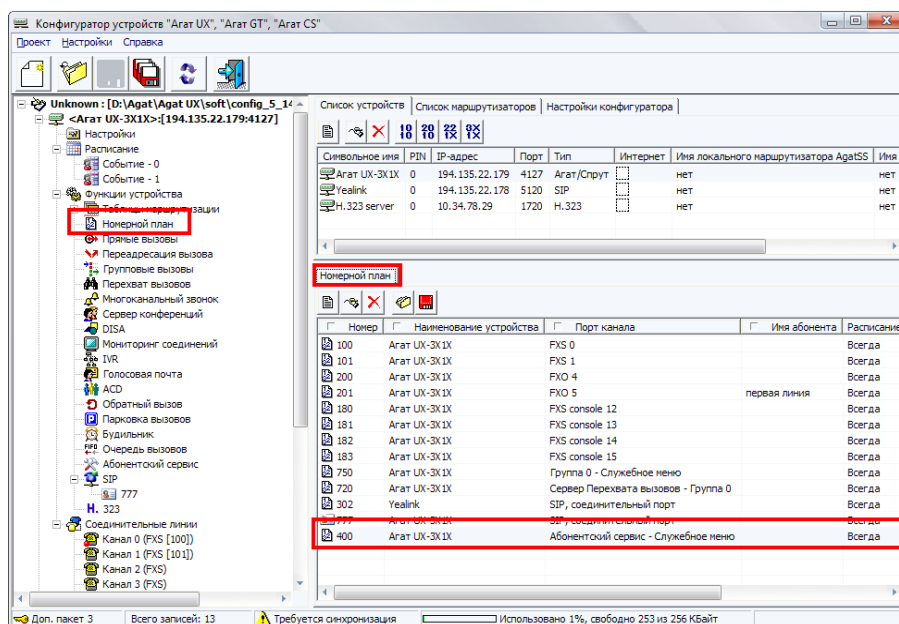 Конфигуратор устройств "Агат UX", "Агат GT", "Агат CS"
Проект Настройки Справка
Unknown : [D:\Agat\Agat UX\soft\config_5_14
<Агат UX-3X1X>:[194.135.22.179:4127]
Настройки
Расписание
Событие - 0
Событие - 1
Функции устройства
Таблицы маршрутизации
Номерной план
Прямые вызовы
Переадресация вызова
Групповые вызовы
Перехват вызовов
Многоканальный звонок
Сервер конференций
DISA
Мониторинг соединений
IVR
Голосовая почта
ACD
Обратный вызов
Парковка вызовов
Будильник
Очередь вызовов
Абонентский сервис
SIP
777
H. 323
Соединительные линии
Канал 0 (FXS [100])
Канал 1 (FXS [101])
Канал 2 (FXS)
Канал 3 (FXS)
Список устройств Список маршрутизаторов Настройки конфигуратора
Символьное имя PIN IP-адрес Порт Тип Интернет Имя локального маршрутизатора AgatSS Имя
Агат UX-3X1X 0 194.135.22.179 4127 Агат/Спрут нет нет
Yealink 0 194.135.22.178 5120 SIP нет нет
H.323 server 0 10.34.78.29 1720 H.323 нет нет
Номерной план
Номер Наименование устройства Порт канала Имя абонента Расписание
100 Агат UX-3X1X FXS 0 Всегда
101 Агат UX-3X1X FXS 1 Всегда
200 Агат UX-3X1X FXO 4 Всегда
201 Агат UX-3X1X FXO 5 первая линия Всегда
180 Агат UX-3X1X FXS console 12 Всегда
181 Агат UX-3X1X FXS console 13 Всегда
182 Агат UX-3X1X FXS console 14 Всегда
183 Агат UX-3X1X FXS console 15 Всегда
750 Агат UX-3X1X Группа 0 - Служебное меню Всегда
720 Агат UX-3X1X Сервер Перехвата вызовов - Группа 0 Всегда
302 Yealink SIP, соединительный порт Всегда
777 Агат UX-3X1X SIP, соединительный порт Всегда
400 Агат UX-3X1X Абонентский сервис - Служебное меню Всегда
Доп. пакет 3 Всего записей: 13 Требуется синхронизация Использовано 1%, свободно 253 из 256 КБайт